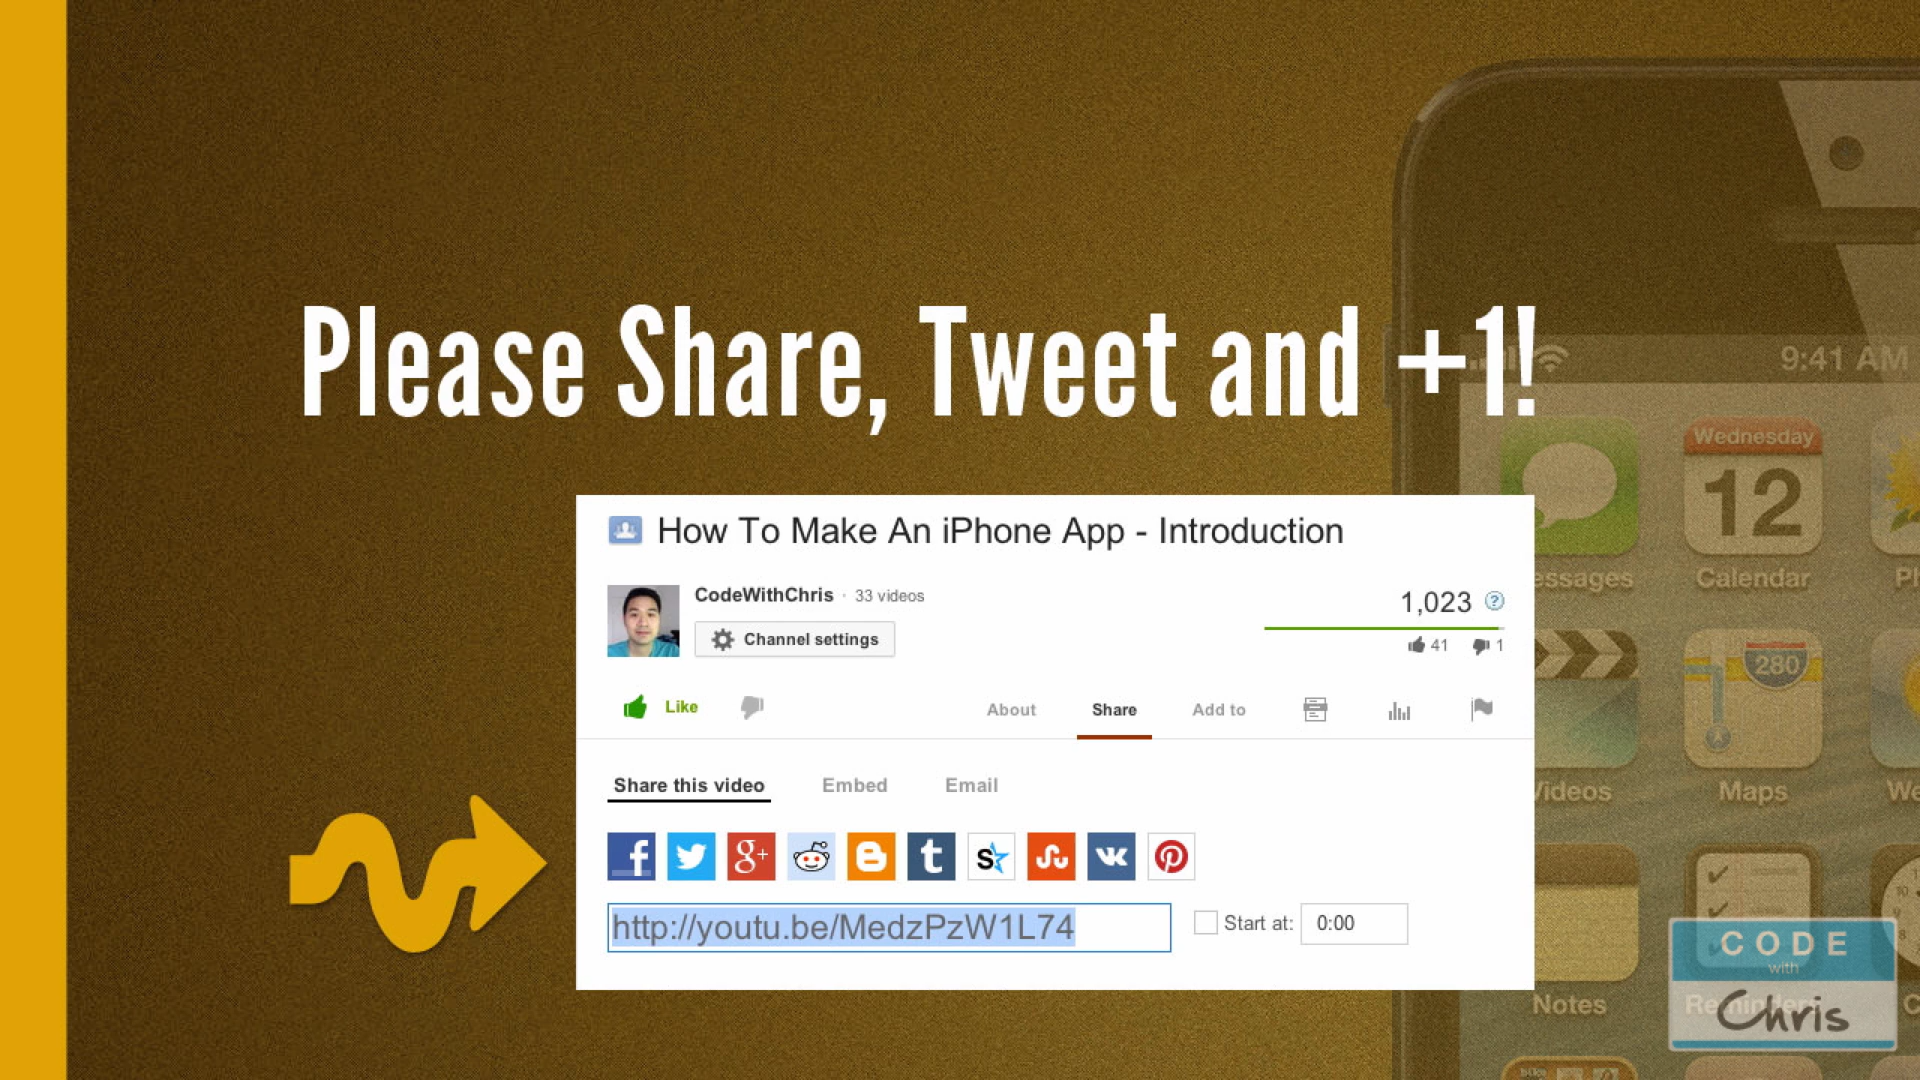 Please Share, Tweet and +1!
9:41 AM
Wednesday
12
Calendar
280
Maps
Notes
How To Make An iPhone App - Introduction
CodeWithChris · 33 videos
Channel settings
1,023
41 1
Like
About Share Add to
Share this video Embed Email
f g+ B t S VK
http://youtu.be/MedzPzW1L74
Start at: 0:00
CODE
with
Chris